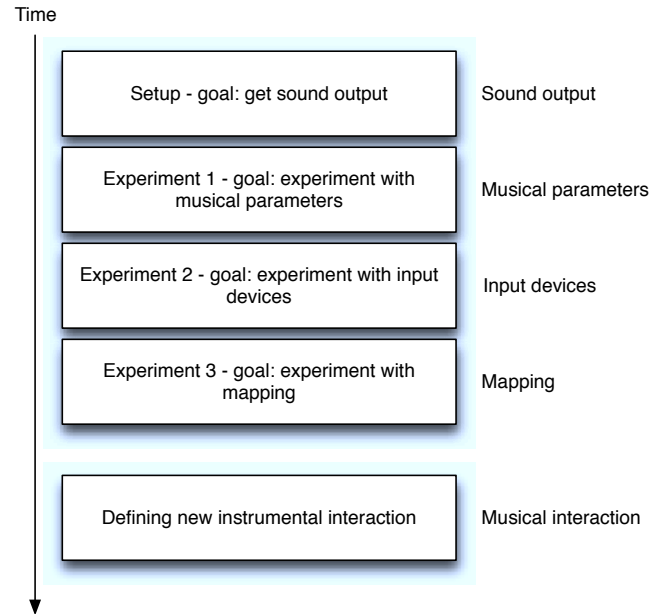 Time
Setup - goal: get sound output
Sound output
Experiment 1 - goal: experiment with
musical parameters
Musical parameters
Experiment 2 - goal: experiment with input
devices
Input devices
Experiment 3 - goal: experiment with
mapping
Mapping
Defining new instrumental interaction
Musical interaction